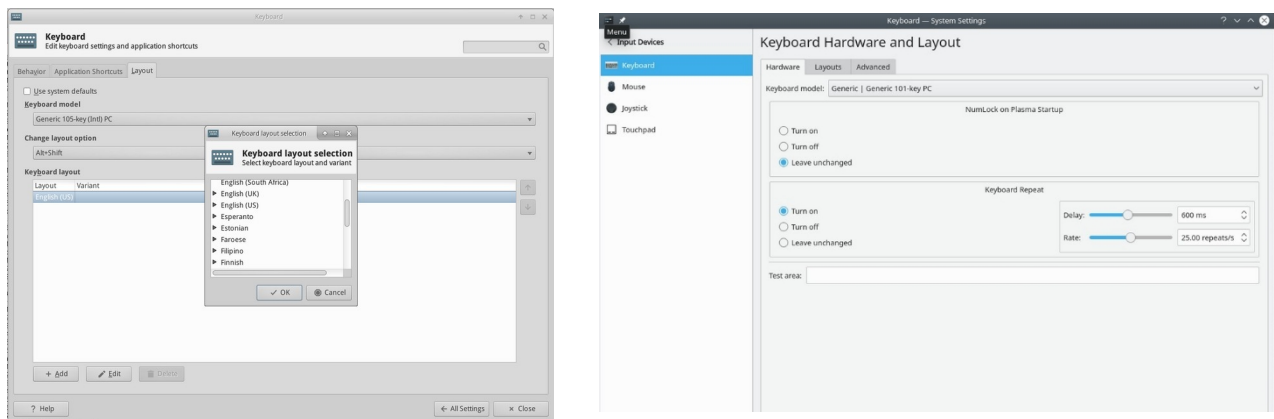 Keyboard
Keyboard
Edit keyboard settings and application shortcuts
Behavior Application Shortcuts Layout
Use system defaults
Keyboard model
Generic 105-key (Intl) PC
Change layout option
Alt+Shift
Keyboard layout
Layout Variant
English (US)
+ Add Edit Delete
? Help All Settings × Close
Keyboard layout selection
Keyboard layout selection
Select keyboard layout and variant
English (South Africa)
English (UK)
English (US)
Esperanto
Estonian
Faroese
Filipino
Finnish
OK Cancel
Keyboard — System Settings
Menu
Input Devices
Keyboard
Mouse
Joystick
Touchpad
Keyboard Hardware and Layout
Hardware Layouts Advanced
Keyboard model: Generic | Generic 101-key PC
NumLock on Plasma Startup
Turn on
Turn off
Leave unchanged
Keyboard Repeat
Turn on
Turn off
Leave unchanged
Delay: 600 ms
Rate: 25.00 repeats/s
Test area: